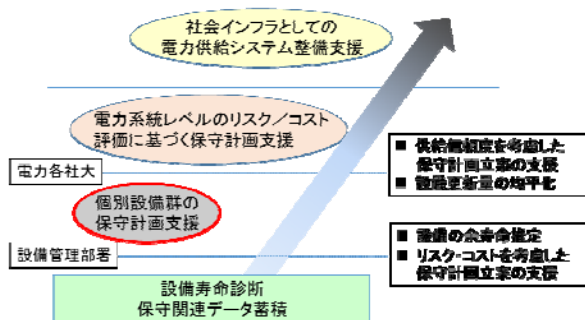 社会インフラとしての
電力供給システム整備支援
電力系統レベルのリスク／コスト
評価に基づく保守計画支援
■ 供給信頼度を考慮した
保守計画立案の支援
■ 設備更新量の均平化
電力各社大
個別設備群の
保守計画支援
■ 設備の余寿命推定
■ リスク・コストを考慮した
保守計画立案の支援
設備管理部署
設備寿命診断
保守関連データ蓄積